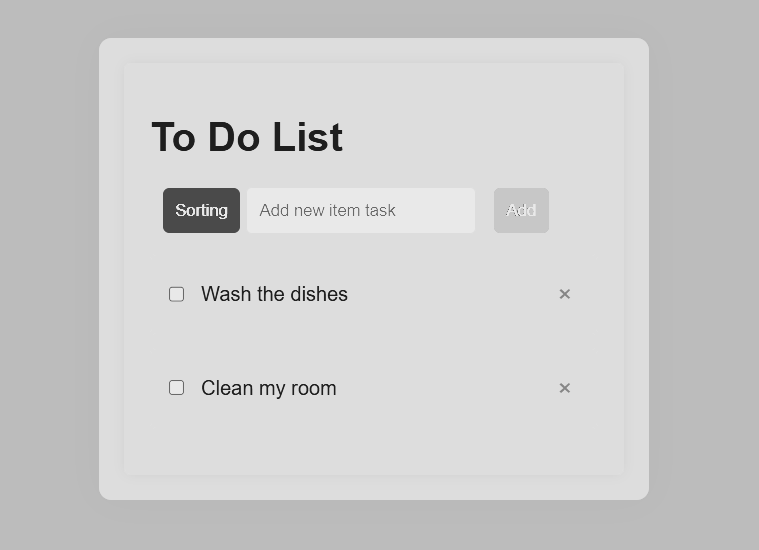 To Do List
Sorting Add new item task Add
Wash the dishes ×
Clean my room ×